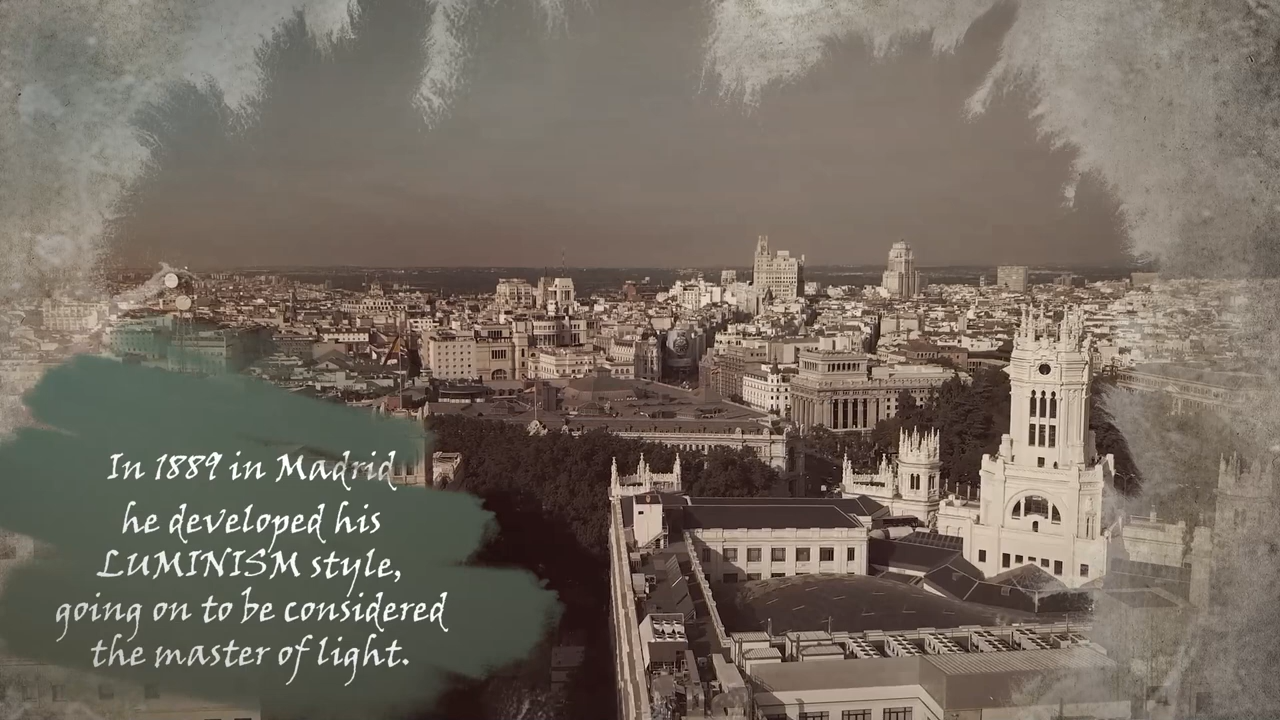 In 1889 in Madrid
he developed his
LUMINISM style,
going on to be considered
the master of light.